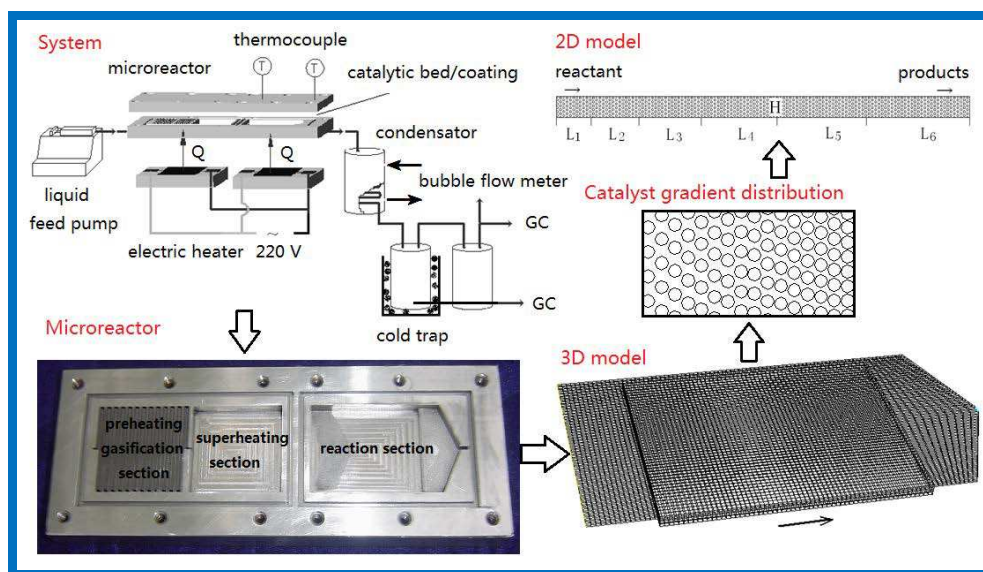 System
thermocouple
T
T
microreactor
catalytic bed/coating
condensator
Q
Q
bubble flow meter
liquid
feed pump
electric heater
~
220 V
GC
GC
cold trap
2D model
reactant
→
products
→
H
L1
L2
L3
L4
L5
L6
Catalyst gradient distribution
Microreactor
preheating
gasification
section
superheating
section
reaction section
3D model